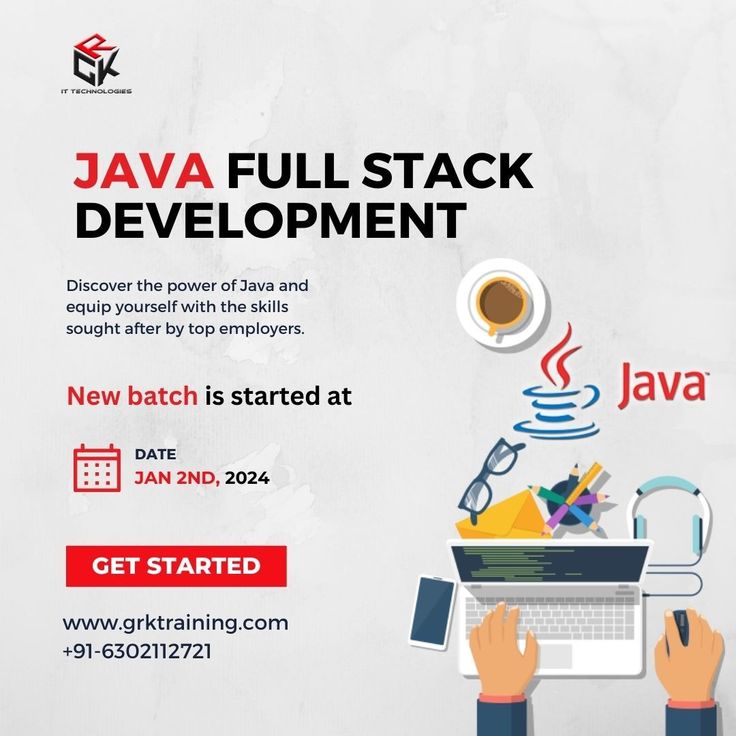 GRK
IT TECHNOLOGIES
JAVA FULL STACK
DEVELOPMENT
Discover the power of Java and
equip yourself with the skills
sought after by top employers.
New batch is started at
DATE
JAN 2ND, 2024
Java™
GET STARTED
www.grktraining.com
+91-6302112721